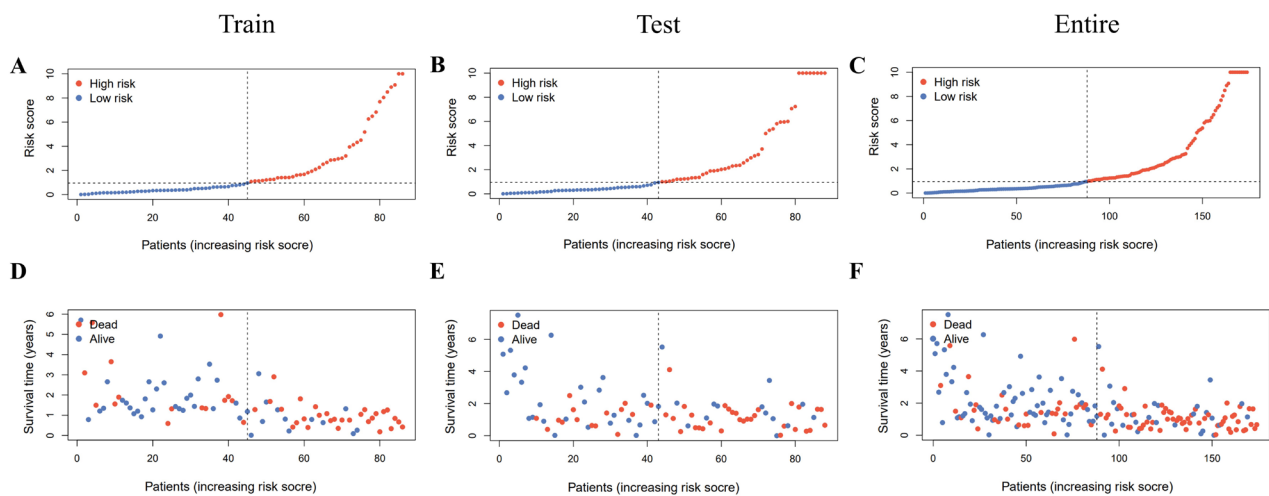 Train Test Entire
A B C
High risk
Low risk
High risk
Low risk
High risk
Low risk
Risk score
10
8
6
4
2
0
Risk score
10
8
6
4
2
0
Risk score
10
8
6
4
2
0
0 20 40 60 80
0 20 40 60 80
0 50 100 150
Patients (increasing risk socre)
Patients (increasing risk socre)
Patients (increasing risk socre)
D E F
Dead
Alive
Dead
Alive
Dead
Alive
Survival time (years)
6
5
4
3
2
1
0
Survival time (years)
6
4
2
0
Survival time (years)
6
4
2
0
0 20 40 60 80
0 20 40 60 80
0 50 100 150
Patients (increasing risk socre)
Patients (increasing risk socre)
Patients (increasing risk socre)